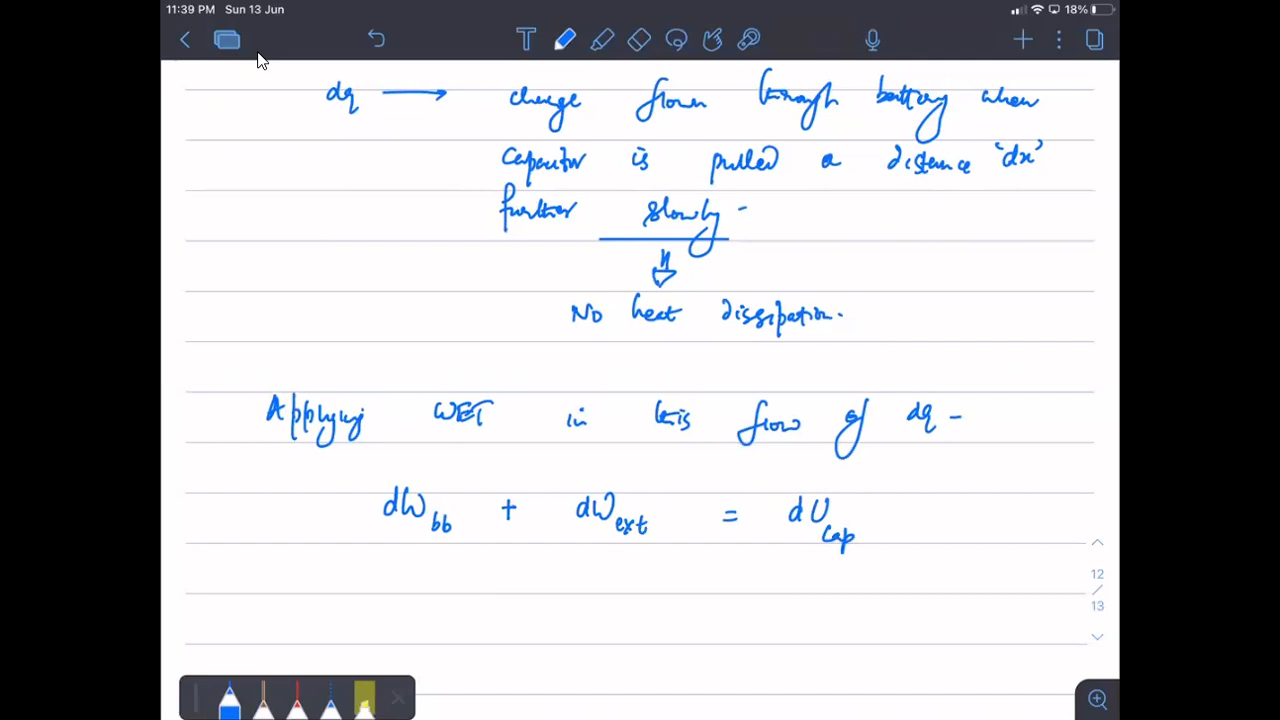 11:39 PM Sun 13 Jun 18%
T
dq → charge flown through battery when
capacitor is pulled a distance 'dx'
further slowly -
⇓
No heat dissipation.
Applying WET in this flow of dq -
dW_bb + dW_ext = dU_cap
12
/
13